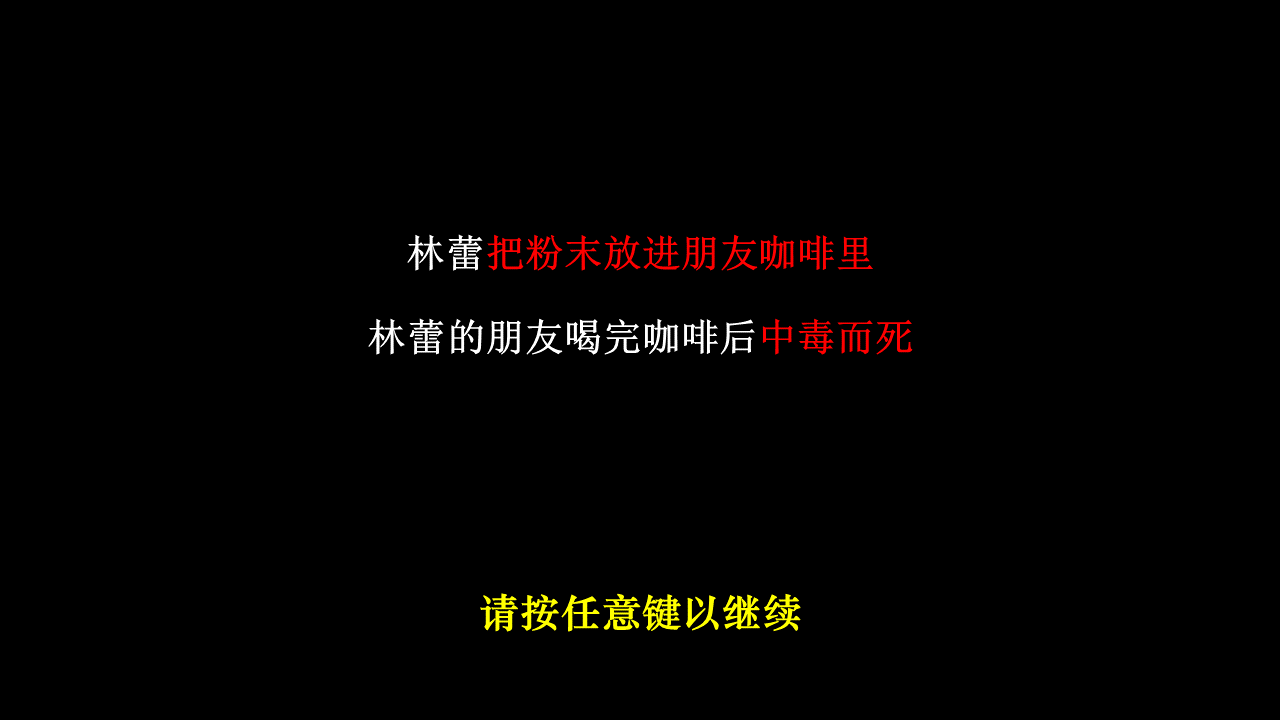 林蕾把粉末放进朋友咖啡里
林蕾的朋友喝完咖啡后中毒而死
请按任意键以继续